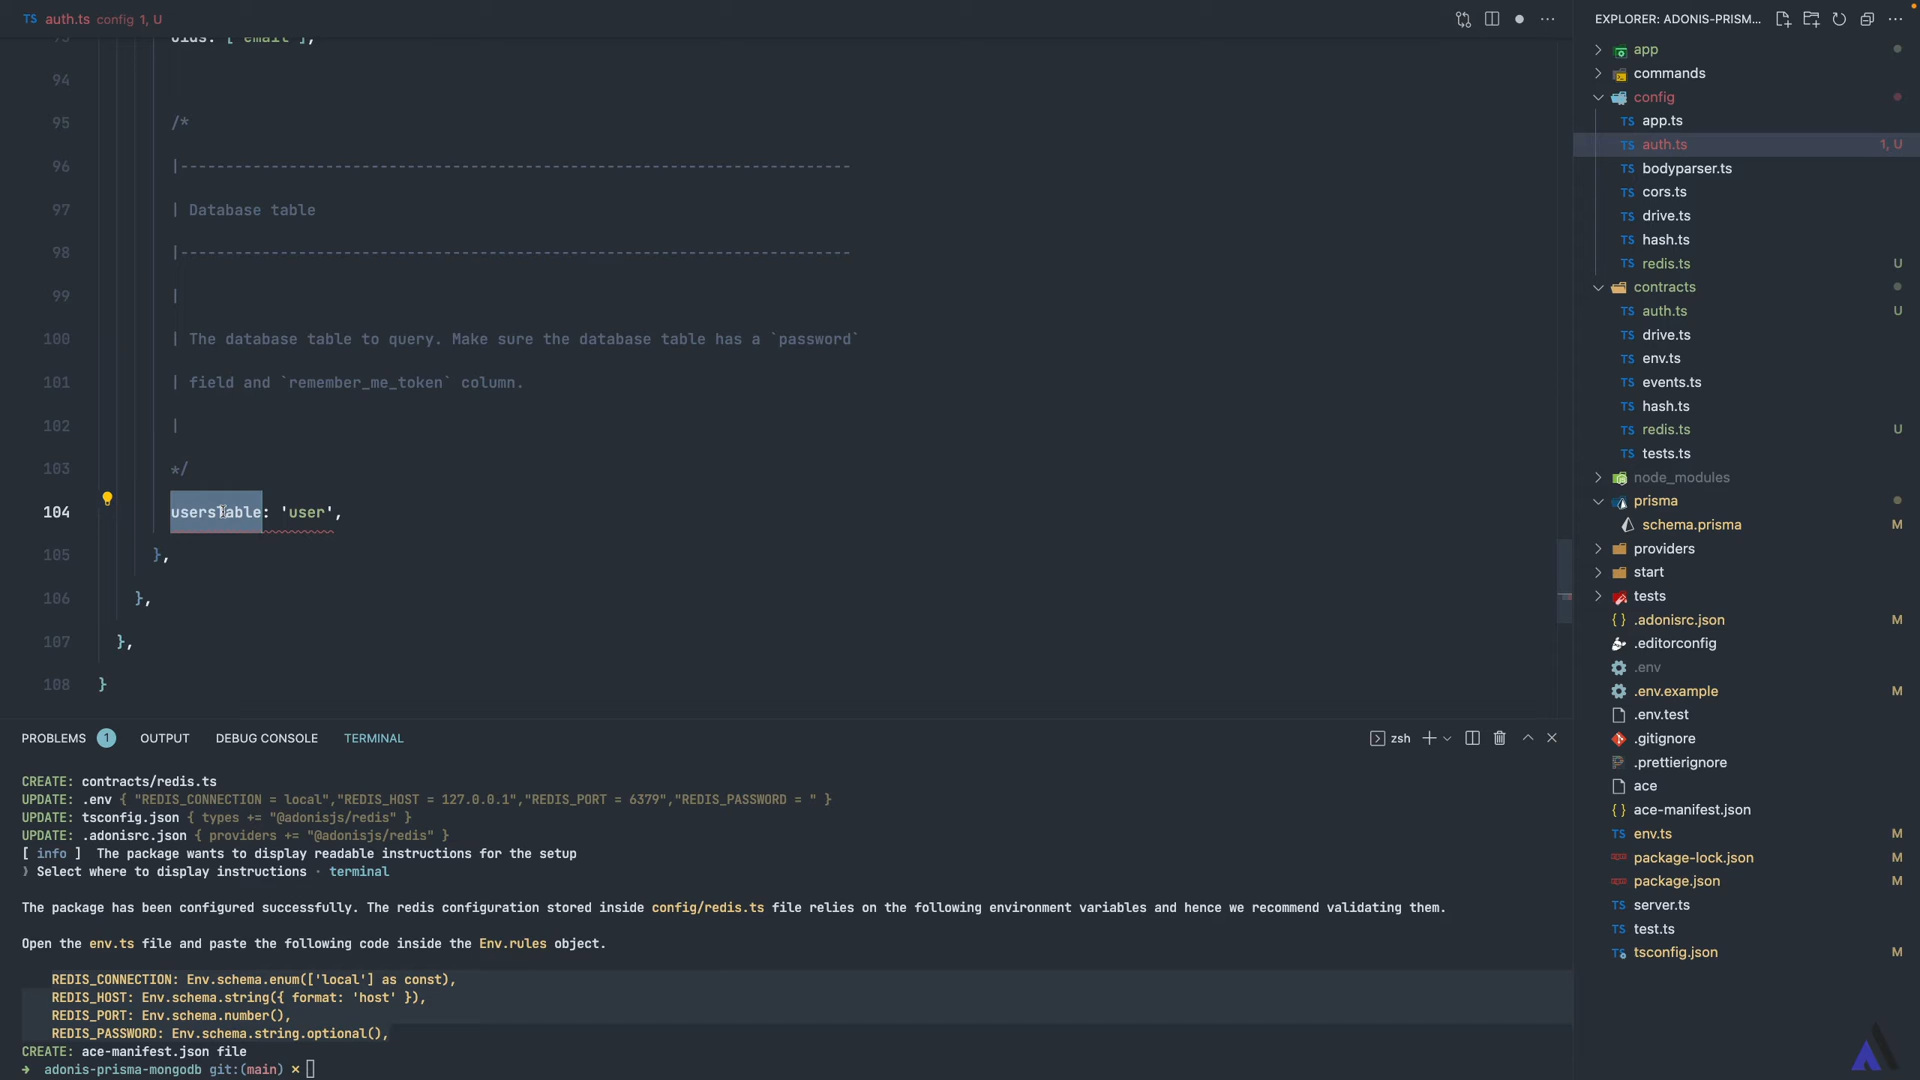 auth.ts config 1, U
EXPLORER: ADONIS-PRISM...
uids: ['email'],
94
95 /*
96 |--------------------------------------------------------------------------
97 | Database table
98 |--------------------------------------------------------------------------
99 |
100 | The database table to query. Make sure the database table has a `password`
101 | field and `remember_me_token` column.
102 |
103 */
104 usersTable: 'user',
105 },
106 },
107 },
108 }
app
commands
config
app.ts
auth.ts 1, U
bodyparser.ts
cors.ts
drive.ts
hash.ts
redis.ts U
contracts
auth.ts U
drive.ts
env.ts
events.ts
hash.ts
redis.ts U
tests.ts
node_modules
prisma
schema.prisma M
providers
start
tests
.adonisrc.json M
.editorconfig
.env
.env.example M
.env.test
.gitignore
.prettierignore
ace
ace-manifest.json
env.ts M
package-lock.json M
package.json M
server.ts
test.ts
tsconfig.json M
PROBLEMS 1 OUTPUT DEBUG CONSOLE TERMINAL zsh
CREATE: contracts/redis.ts
UPDATE: .env { "REDIS_CONNECTION = local","REDIS_HOST = 127.0.0.1","REDIS_PORT = 6379","REDIS_PASSWORD = " }
UPDATE: tsconfig.json { types += "@adonisjs/redis" }
UPDATE: .adonisrc.json { providers += "@adonisjs/redis" }
[ info ] The package wants to display readable instructions for the setup
❯ Select where to display instructions · terminal
The package has been configured successfully. The redis configuration stored inside config/redis.ts file relies on the following environment variables and hence we recommend validating them.
Open the env.ts file and paste the following code inside the Env.rules object.
REDIS_CONNECTION: Env.schema.enum(['local'] as const),
REDIS_HOST: Env.schema.string({ format: 'host' }),
REDIS_PORT: Env.schema.number(),
REDIS_PASSWORD: Env.schema.string.optional(),
CREATE: ace-manifest.json file
→ adonis-prisma-mongodb git:(main) ×